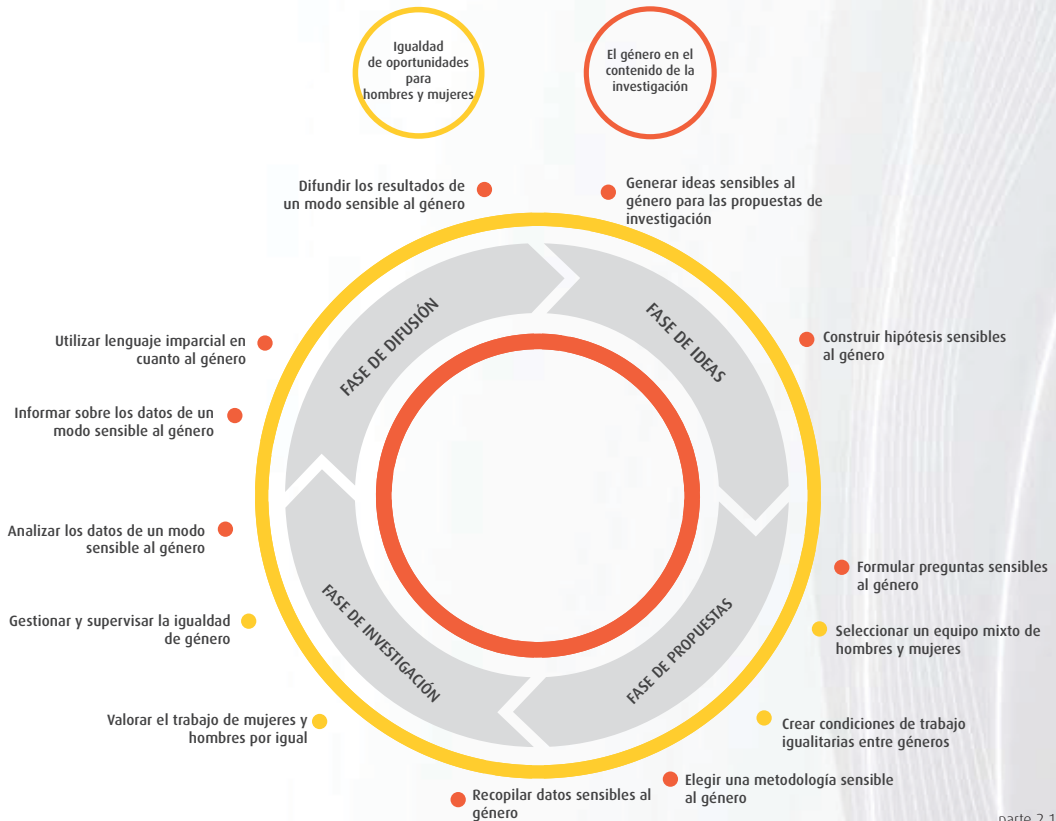 Igualdad
de oportunidades
para
hombres y mujeres
El género en el
contenido de la
investigación
Difundir los resultados de
un modo sensible al género
Generar ideas sensibles al
género para las propuestas de
investigación
Utilizar lenguaje imparcial en
cuanto al género
FASE DE DIFUSIÓN
FASE DE IDEAS
Construir hipótesis sensibles
al género
Informar sobre los datos de un
modo sensible al género
Analizar los datos de un modo
sensible al género
Formular preguntas sensibles
al género
Gestionar y supervisar la igualdad
de género
FASE DE INVESTIGACIÓN
FASE DE PROPUESTAS
Seleccionar un equipo mixto de
hombres y mujeres
Valorar el trabajo de mujeres y
hombres por igual
Crear condiciones de trabajo
igualitarias entre géneros
Recopilar datos sensibles al
género
Elegir una metodología sensible
al género
parte 2.1